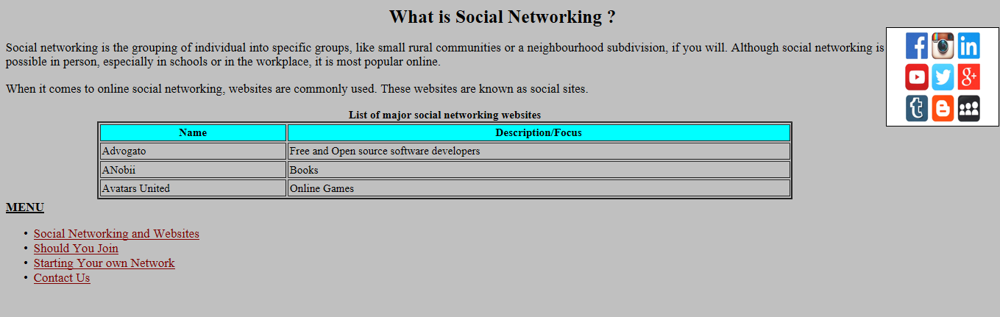 What is Social Networking ?
Social networking is the grouping of individual into specific groups, like small rural communities or a neighbourhood subdivision, if you will. Although social networking is
possible in person, especially in schools or in the workplace, it is most popular online.
When it comes to online social networking, websites are commonly used. These websites are known as social sites.
List of major social networking websites
Name Description/Focus
Advogato Free and Open source software developers
ANobii Books
Avatars United Online Games
MENU
• Social Networking and Websites
• Should You Join
• Starting Your own Network
• Contact Us
f in
g+
t B